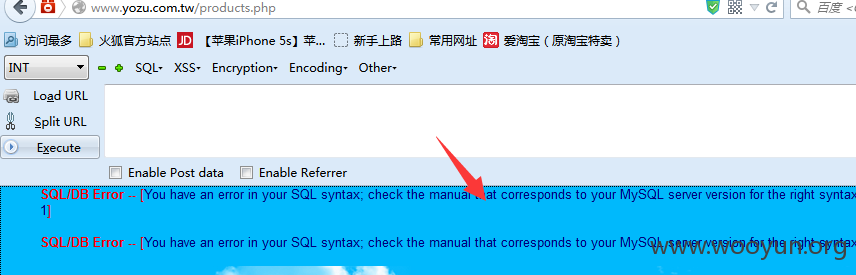 www.yozu.com.tw/products.php
百度
访问最多 火狐官方站点 JD 【苹果iPhone 5s】苹... 新手上路 常用网址 淘 爱淘宝（原淘宝特卖）
INT SQL XSS Encryption Encoding Other
Load URL
Split URL
Execute
Enable Post data Enable Referrer
SQL/DB Error -- [You have an error in your SQL syntax; check the manual that corresponds to your MySQL server version for the right syntax
1]
SQL/DB Error -- [You have an error in your SQL syntax; check the manual that corresponds to your MySQL server version for the right syntax
www.wooyun.org